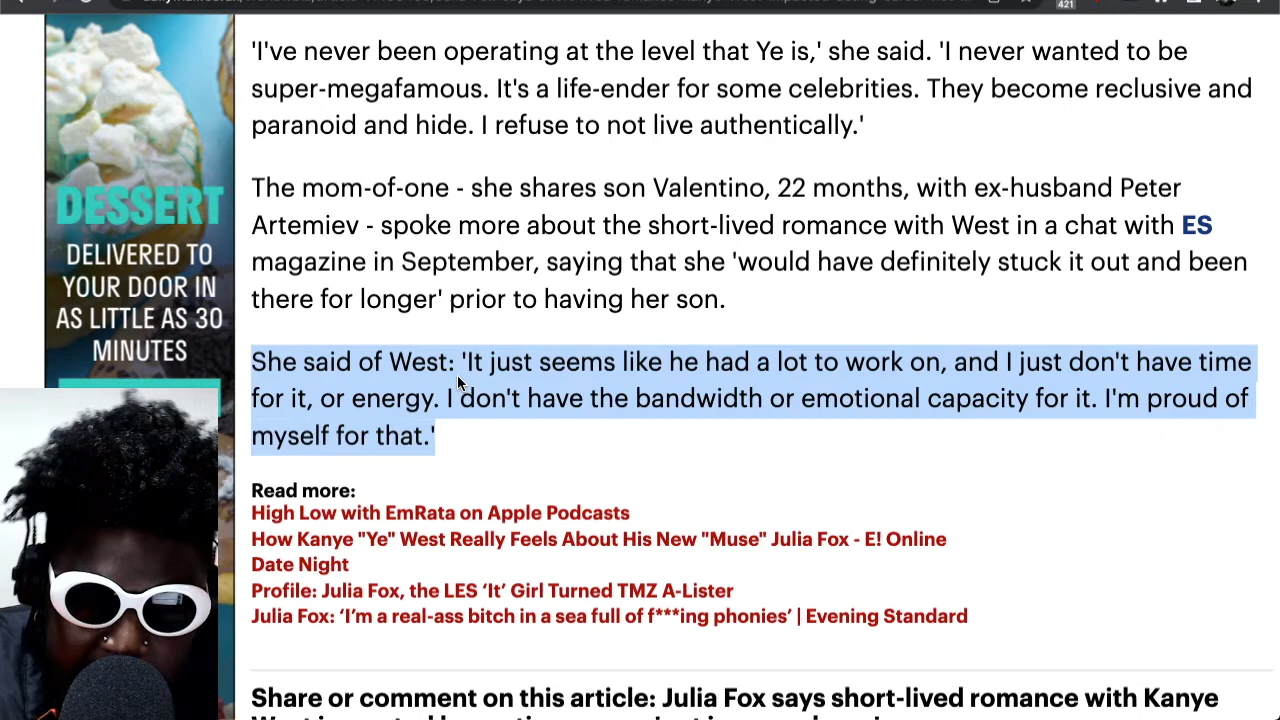 421
'I've never been operating at the level that Ye is,' she said. 'I never wanted to be
super-megafamous. It's a life-ender for some celebrities. They become reclusive and
paranoid and hide. I refuse to not live authentically.'
The mom-of-one - she shares son Valentino, 22 months, with ex-husband Peter
Artemiev - spoke more about the short-lived romance with West in a chat with ES
magazine in September, saying that she 'would have definitely stuck it out and been
there for longer' prior to having her son.
She said of West: 'It just seems like he had a lot to work on, and I just don't have time
for it, or energy. I don't have the bandwidth or emotional capacity for it. I'm proud of
myself for that.'
Read more:
High Low with EmRata on Apple Podcasts
How Kanye "Ye" West Really Feels About His New "Muse" Julia Fox - E! Online
Date Night
Profile: Julia Fox, the LES ‘It’ Girl Turned TMZ A-Lister
Julia Fox: ‘I’m a real-ass bitch in a sea full of f***ing phonies’ | Evening Standard
Share or comment on this article: Julia Fox says short-lived romance with Kanye
DESSERT
DELIVERED TO
YOUR DOOR IN
AS LITTLE AS 30
MINUTES